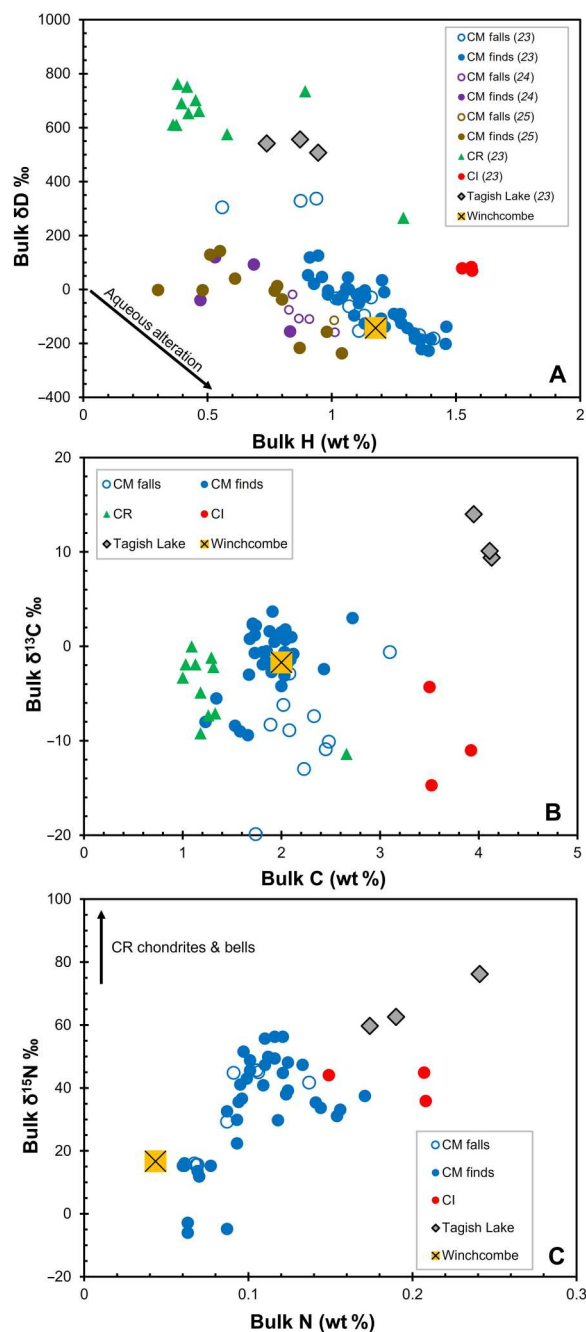 1000
800
600
400
200
0
−200
−400
Bulk δD ‰
CM falls (23)
CM finds (23)
CM falls (24)
CM finds (24)
CM falls (25)
CM finds (25)
CR (23)
CI (23)
Tagish Lake (23)
Winchcombe
Aqueous alteration
A
0 0.5 1 1.5 2
Bulk H (wt %)
20
10
0
−10
−20
Bulk δ¹³C ‰
CM falls CM finds
CR CI
Tagish Lake Winchcombe
B
0 1 2 3 4 5
Bulk C (wt %)
100
80
60
40
20
0
−20
Bulk δ¹⁵N ‰
CR chondrites & bells
CM falls
CM finds
CI
Tagish Lake
Winchcombe
C
0 0.1 0.2 0.3
Bulk N (wt %)